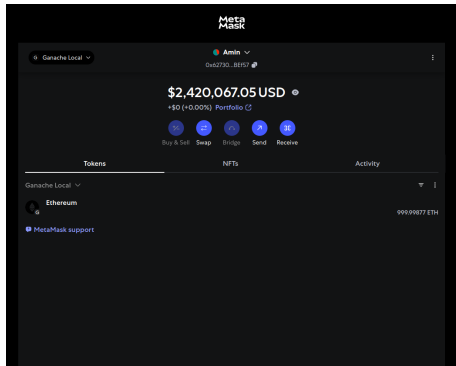 Meta
Mask
G Ganache Local
Amin
0x62730...BEf57
$2,420,067.05 USD
+$0 (+0.00%) Portfolio
Buy & Sell Swap Bridge Send Receive
Tokens NFTs Activity
Ganache Local
Ethereum
G
999.99877 ETH
MetaMask support